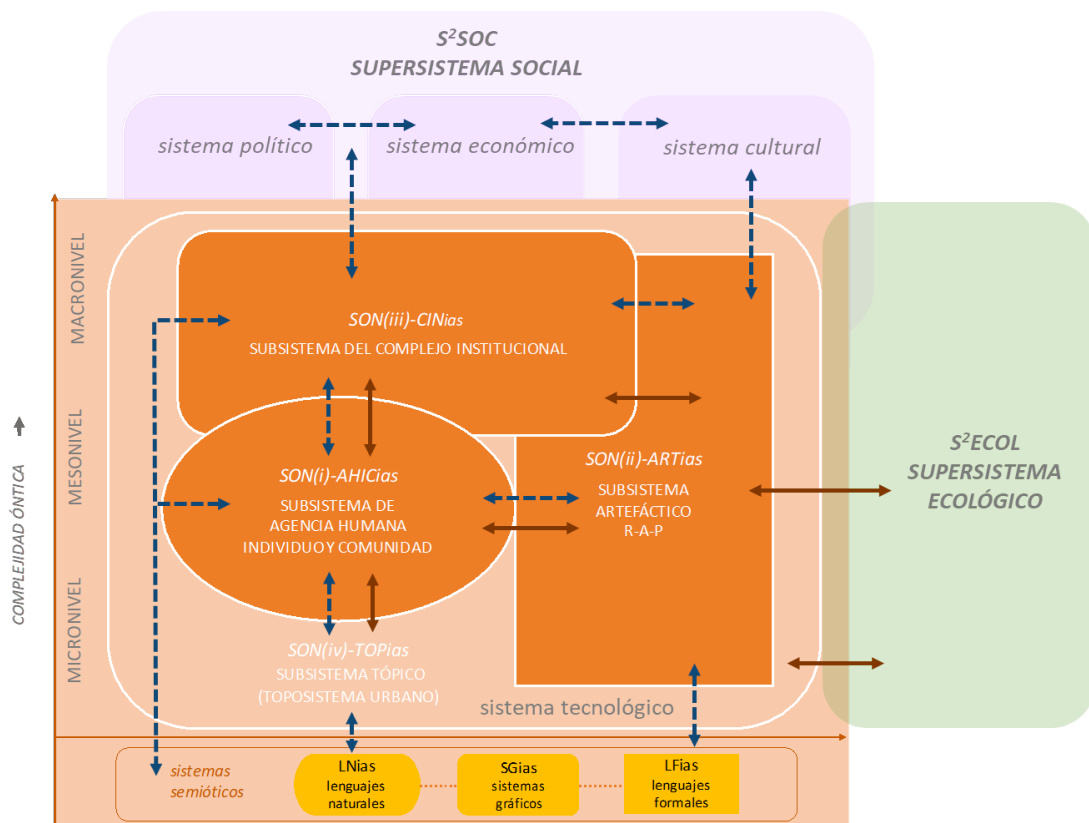 S²SOC
SUPERSISTEMA SOCIAL
sistema político
sistema económico
sistema cultural
MACRONIVEL
MESONIVEL
MICRONIVEL
COMPLEJIDAD ÓNTICA
SON(iii)-CINias
SUBSISTEMA DEL COMPLEJO INSTITUCIONAL
SON(i)-AHICias
SUBSISTEMA DE
AGENCIA HUMANA
INDIVIDUO Y COMUNIDAD
SON(ii)-ARTias
SUBSISTEMA
ARTEFÁCTICO
R-A-P
S²ECOL
SUPERSISTEMA
ECOLÓGICO
SON(iv)-TOPias
SUBSISTEMA TÓPICO
(TOPOSISTEMA URBANO)
sistema tecnológico
sistemas
semióticos
LNias
lenguajes
naturales
SGias
sistemas
gráficos
LFias
lenguajes
formales